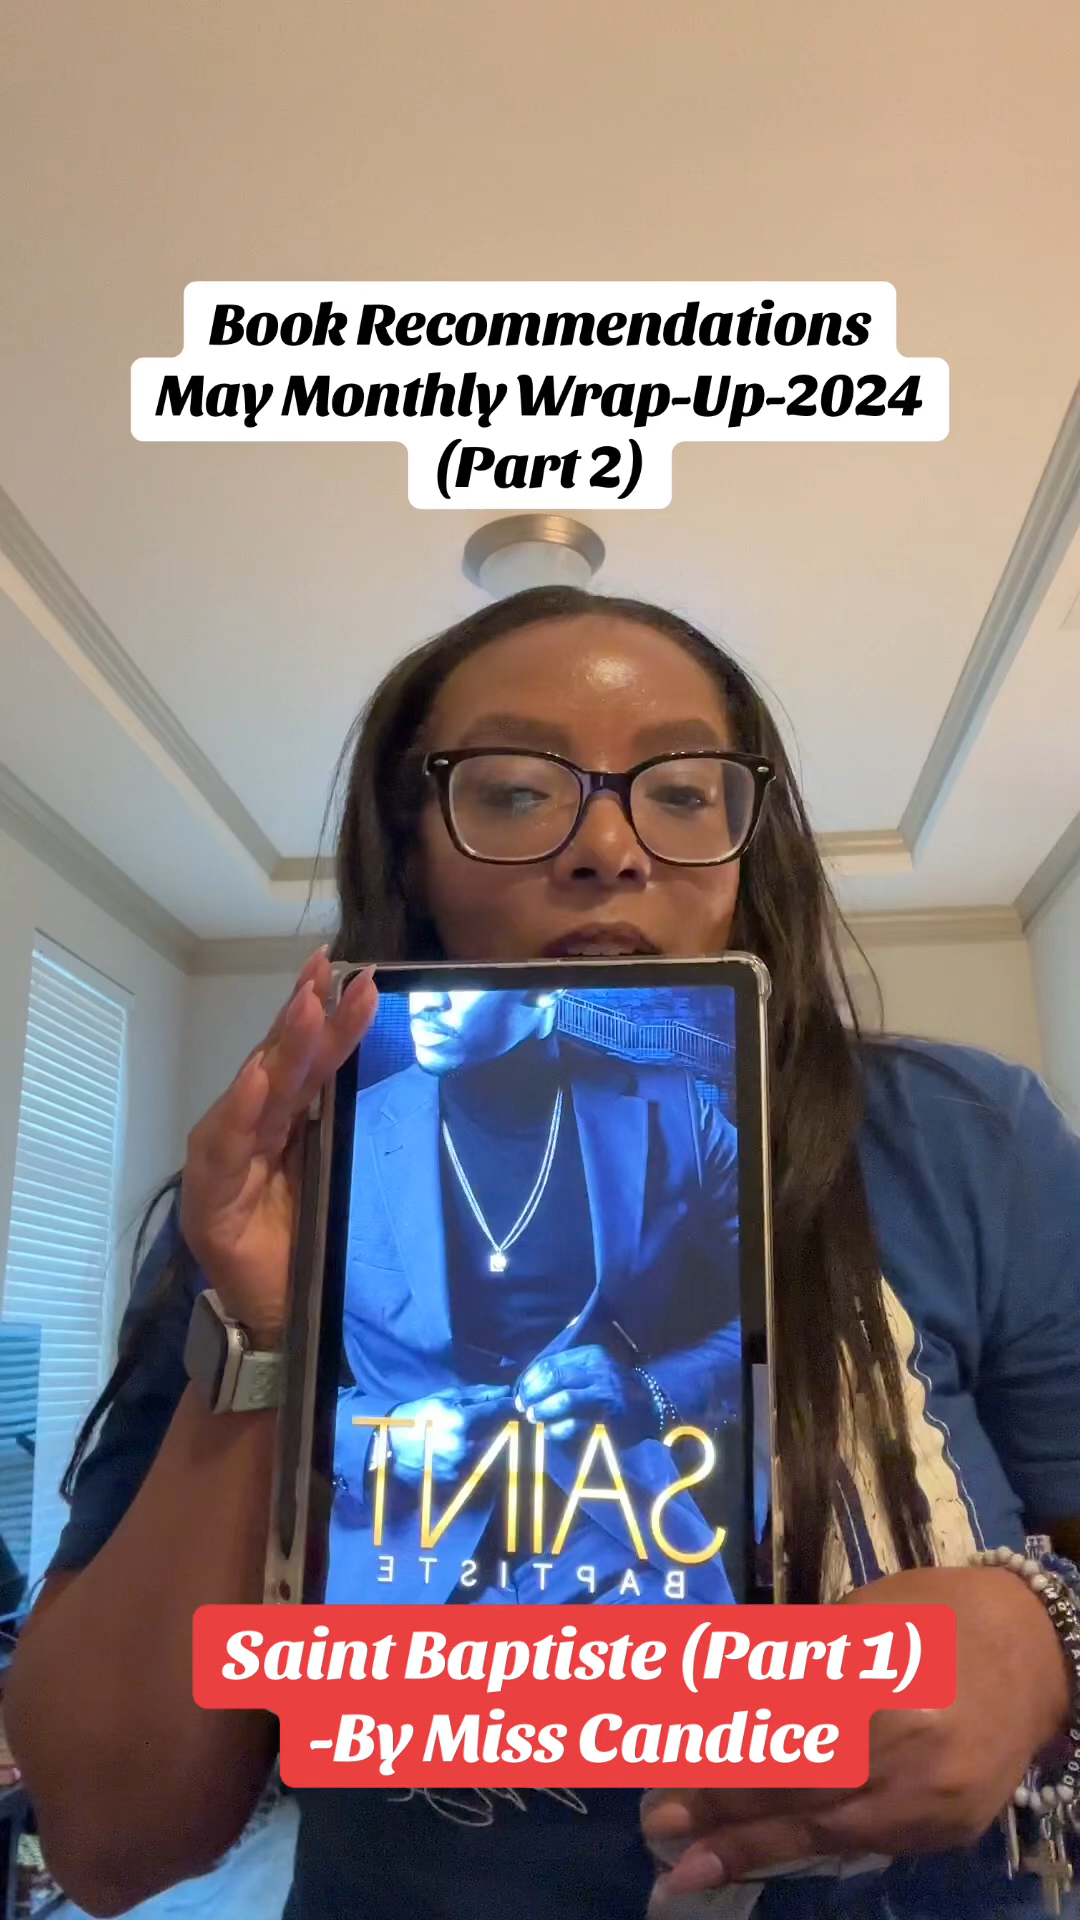 Book Recommendations
May Monthly Wrap-Up-2024
(Part 2)
SAINT
BAPTISTE
Saint Baptiste (Part 1)
-By Miss Candice